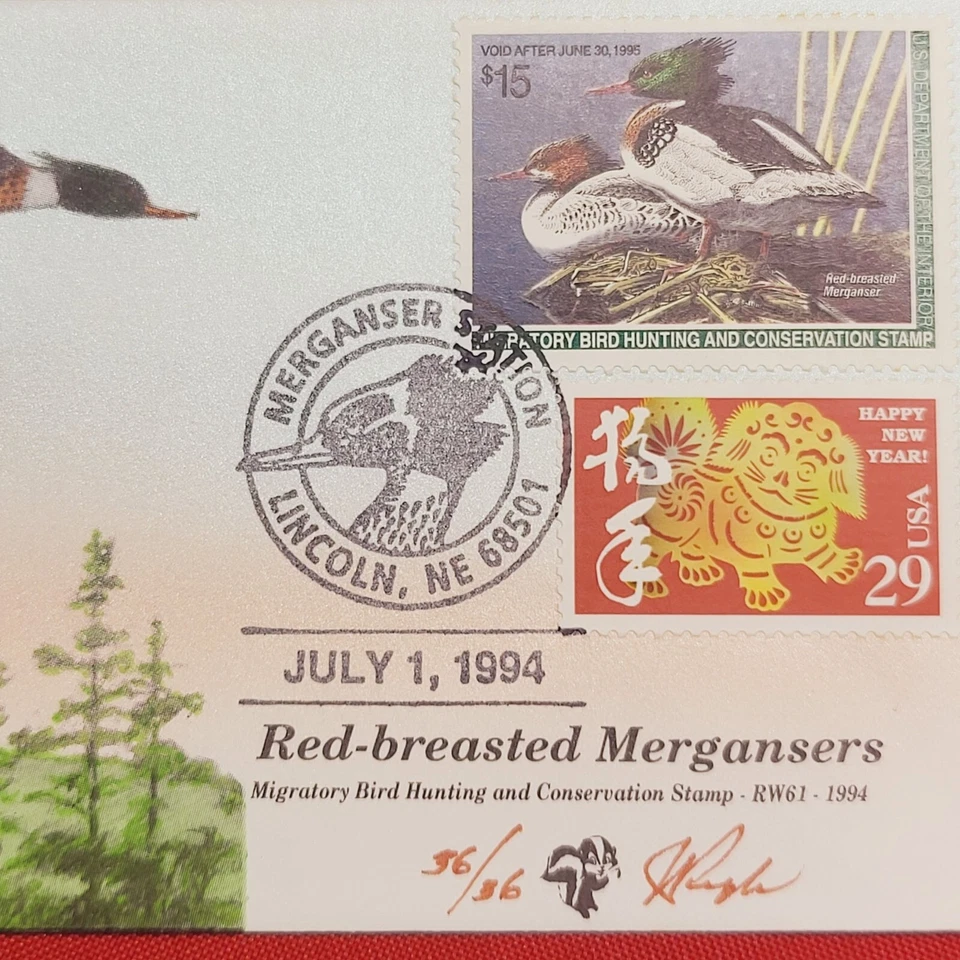 VOID AFTER JUNE 30, 1995
$15
U.S. DEPARTMENT OF THE INTERIOR
Red-breasted
Merganser
MIGRATORY BIRD HUNTING AND CONSERVATION STAMP
MERGANSER STATION
LINCOLN, NE 68501
JULY 1, 1994
狗年
HAPPY
NEW
YEAR!
USA
29
Red-breasted Mergansers
Migratory Bird Hunting and Conservation Stamp - RW61 - 1994
36/36